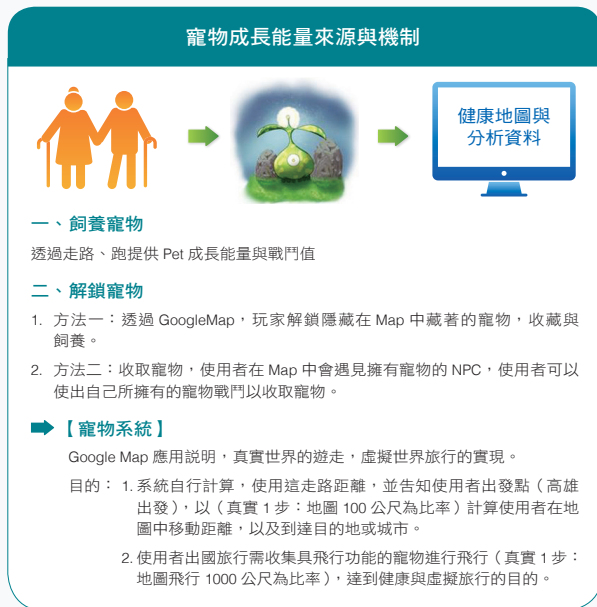 寵物成長能量來源與機制
健康地圖與
分析資料
一、飼養寵物
透過走路、跑提供 Pet 成長能量與戰鬥值
二、解鎖寵物
1. 方法一：透過 GoogleMap，玩家解鎖隱藏在 Map 中藏著的寵物，收藏與
飼養。
2. 方法二：收取寵物，使用者在 Map 中會遇見擁有寵物的 NPC，使用者可以
使出自己所擁有的寵物戰鬥以收取寵物。
【寵物系統】
Google Map 應用說明，真實世界的遊走，虛擬世界旅行的實現。
目的： 1. 系統自行計算，使用這走路距離，並告知使用者出發點（高雄
出發），以（真實 1 步：地圖 100 公尺為比率）計算使用者在地
圖中移動距離，以及到達目的地或城市。
2. 使用者出國旅行需收集具飛行功能的寵物進行飛行（真實 1 步：
地圖飛行 1000 公尺為比率），達到健康與虛擬旅行的目的。